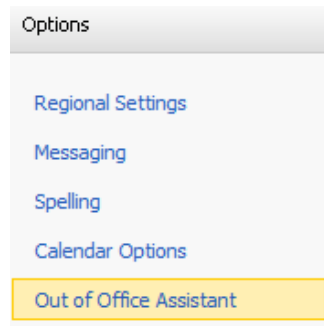 Options
Regional Settings
Messaging
Spelling
Calendar Options
Out of Office Assistant